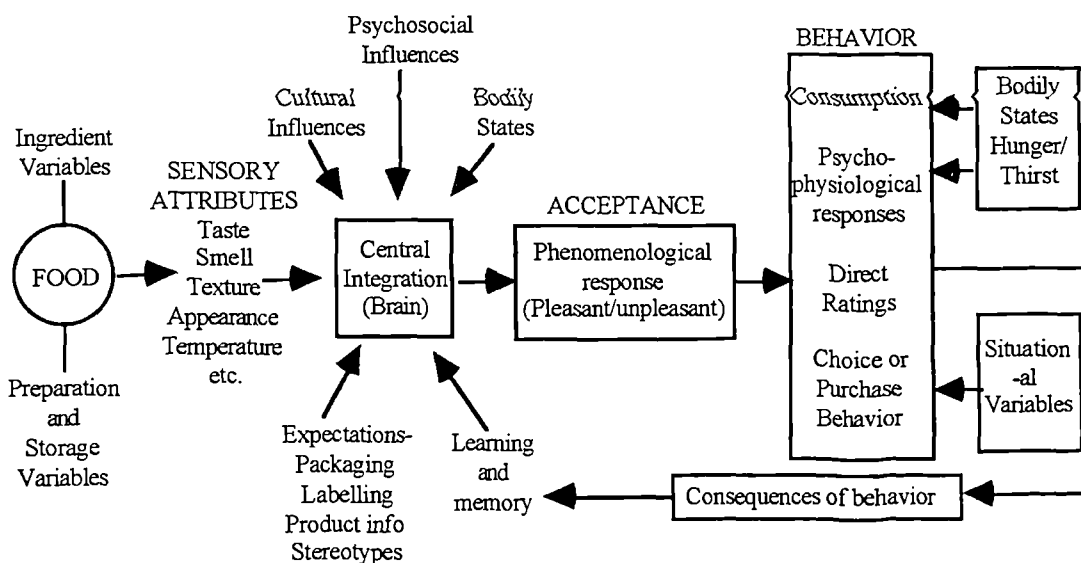 Ingredient
Variables
FOOD
Preparation
and
Storage
Variables
SENSORY
ATTRIBUTES
Taste
Smell
Texture
Appearance
Temperature
etc.
Cultural
Influences
Psychosocial
Influences
Bodily
States
Central
Integration
(Brain)
Expectations-
Packaging
Labelling
Product info
Stereotypes
Learning
and
memory
ACCEPTANCE
Phenomenological
response
(Pleasant/unpleasant)
BEHAVIOR
Consumption
Psycho-
physiological
responses
Direct
Ratings
Choice or
Purchase
Behavior
Bodily
States
Hunger/
Thirst
Situation
-al
Variables
Consequences of behavior